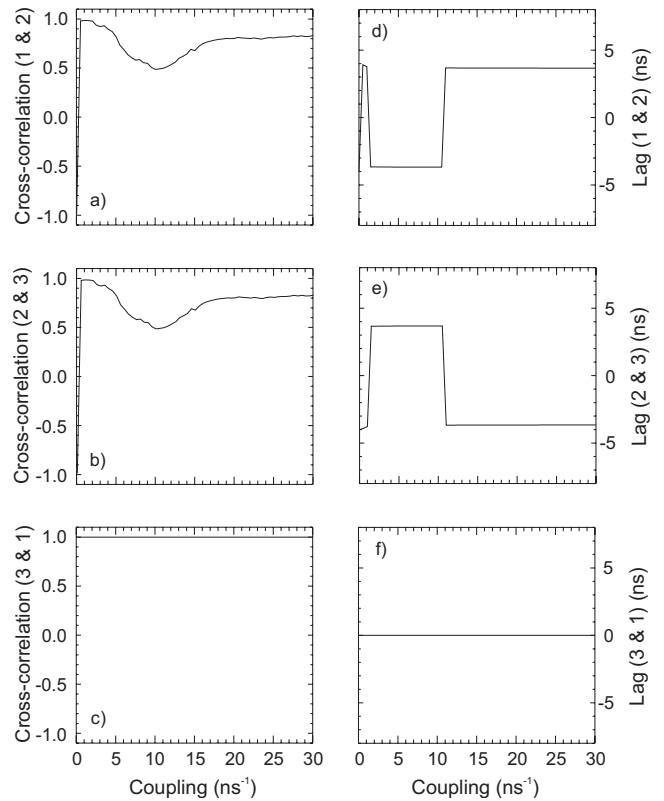 Cross-correlation (1 & 2)
1.0
0.5
0.0
-0.5
-1.0
a)
d)
5
0
-5
Lag (1 & 2) (ns)
Cross-correlation (2 & 3)
1.0
0.5
0.0
-0.5
-1.0
b)
e)
5
0
-5
Lag (2 & 3) (ns)
Cross-correlation (3 & 1)
1.0
0.5
0.0
-0.5
-1.0
c)
f)
5
0
-5
Lag (3 & 1) (ns)
0 5 10 15 20 25 30
Coupling (ns-1)
0 5 10 15 20 25 30
Coupling (ns-1)